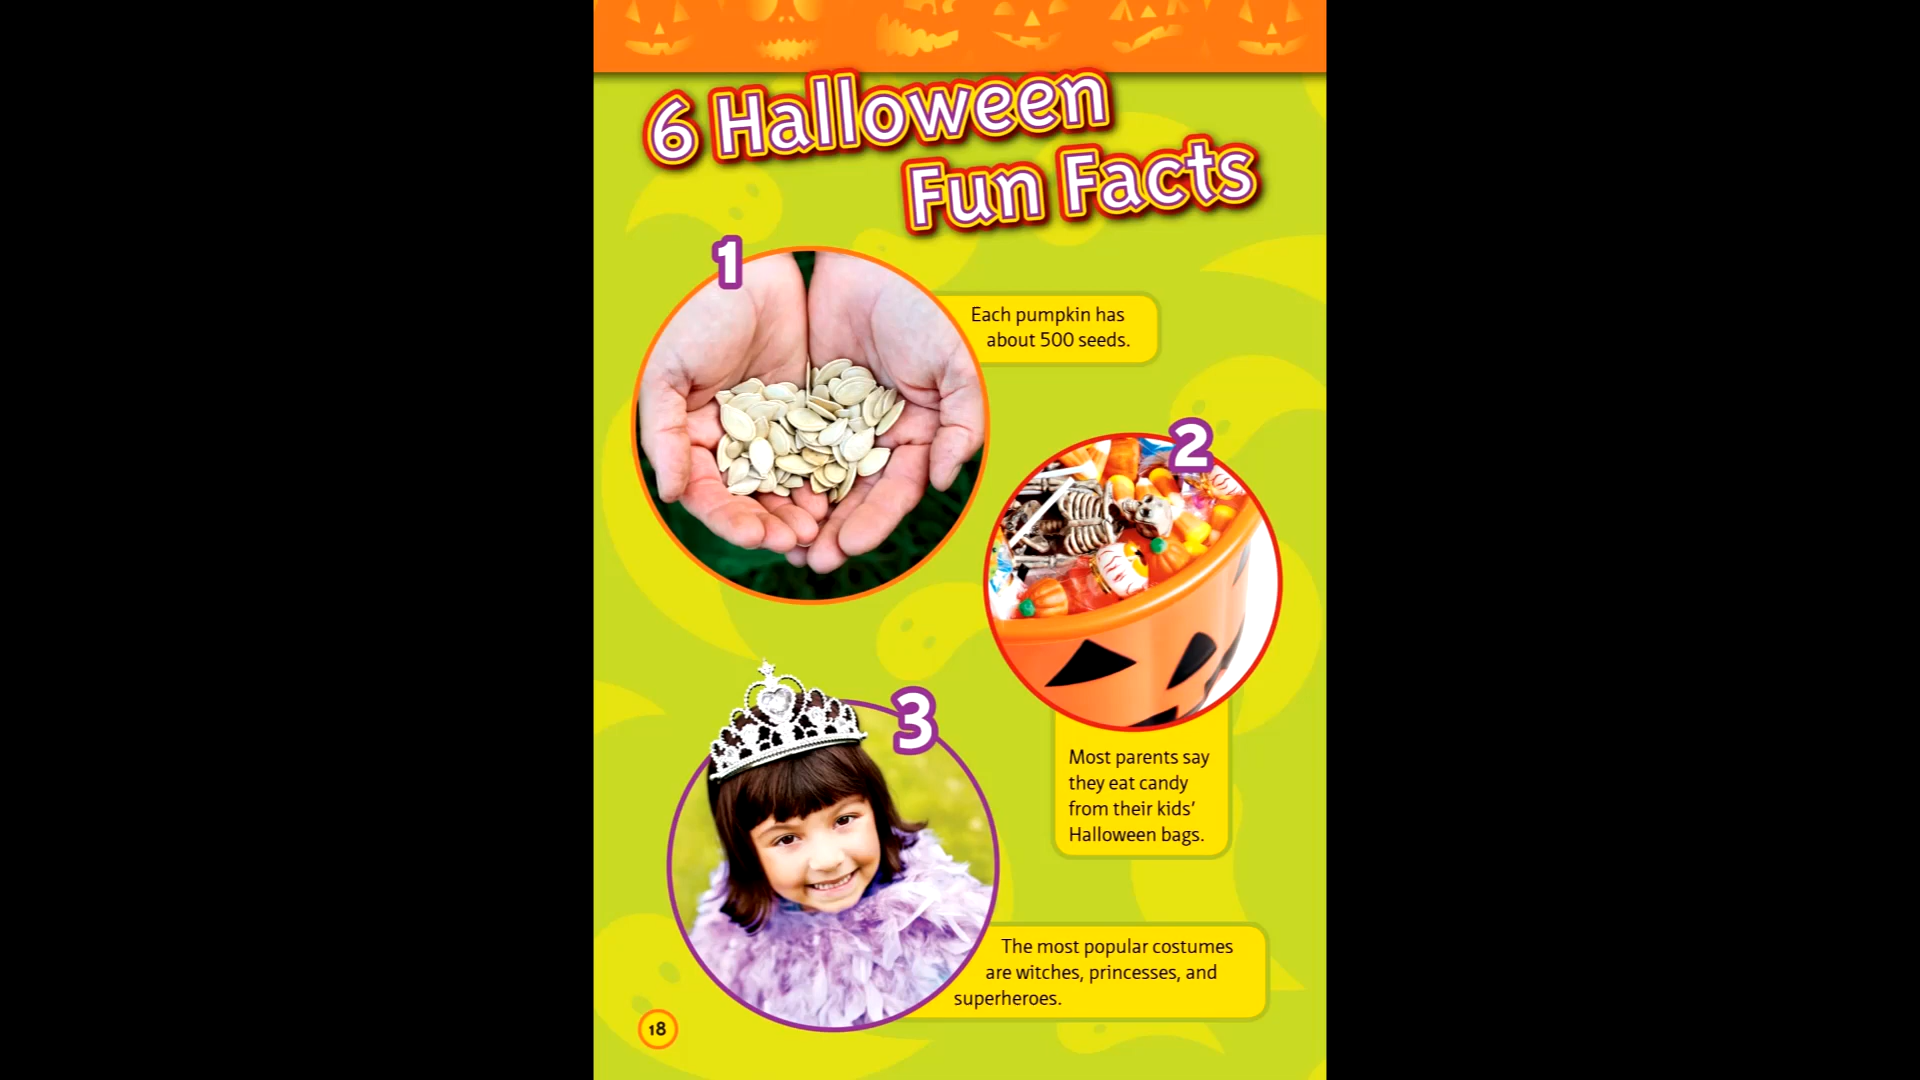 6 Halloween
Fun Facts
1
Each pumpkin has
about 500 seeds.
2
Most parents say
they eat candy
from their kids’
Halloween bags.
3
The most popular costumes
are witches, princesses, and
superheroes.
18